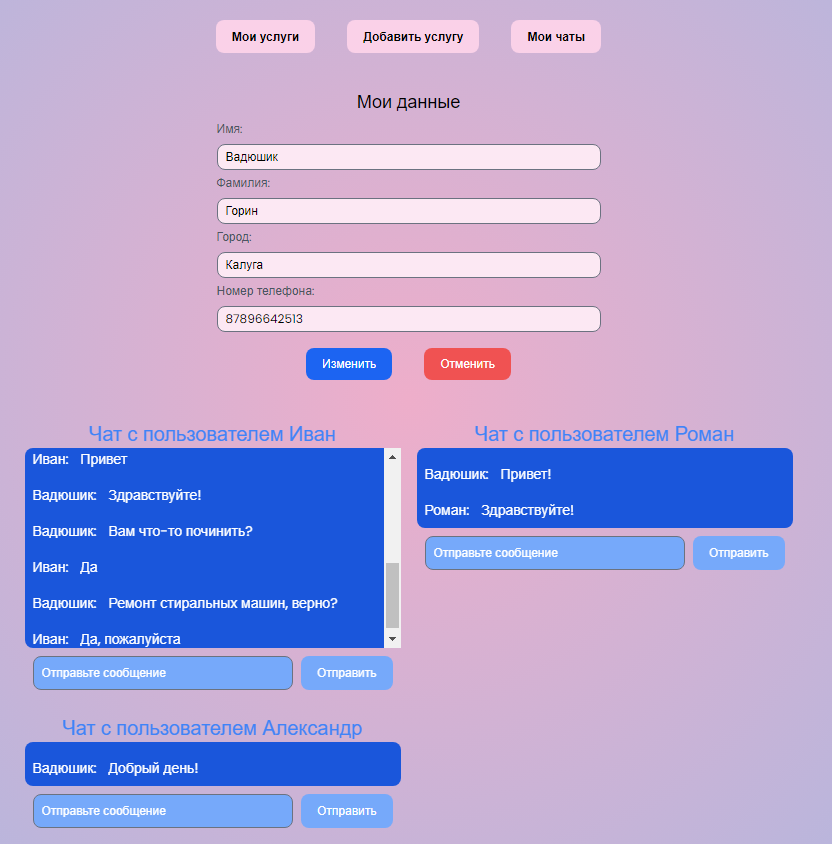 Мои услуги Добавить услугу Мои чаты
Мои данные
Имя:
Вадюшик
Фамилия:
Горин
Город:
Калуга
Номер телефона:
87896642513
Изменить Отменить
Чат с пользователем Иван
Иван: Привет
Вадюшик: Здравствуйте!
Вадюшик: Вам что-то починить?
Иван: Да
Вадюшик: Ремонт стиральных машин, верно?
Иван: Да, пожалуйста
Отправьте сообщение Отправить
Чат с пользователем Роман
Вадюшик: Привет!
Роман: Здравствуйте!
Отправьте сообщение Отправить
Чат с пользователем Александр
Вадюшик: Добрый день!
Отправьте сообщение Отправить